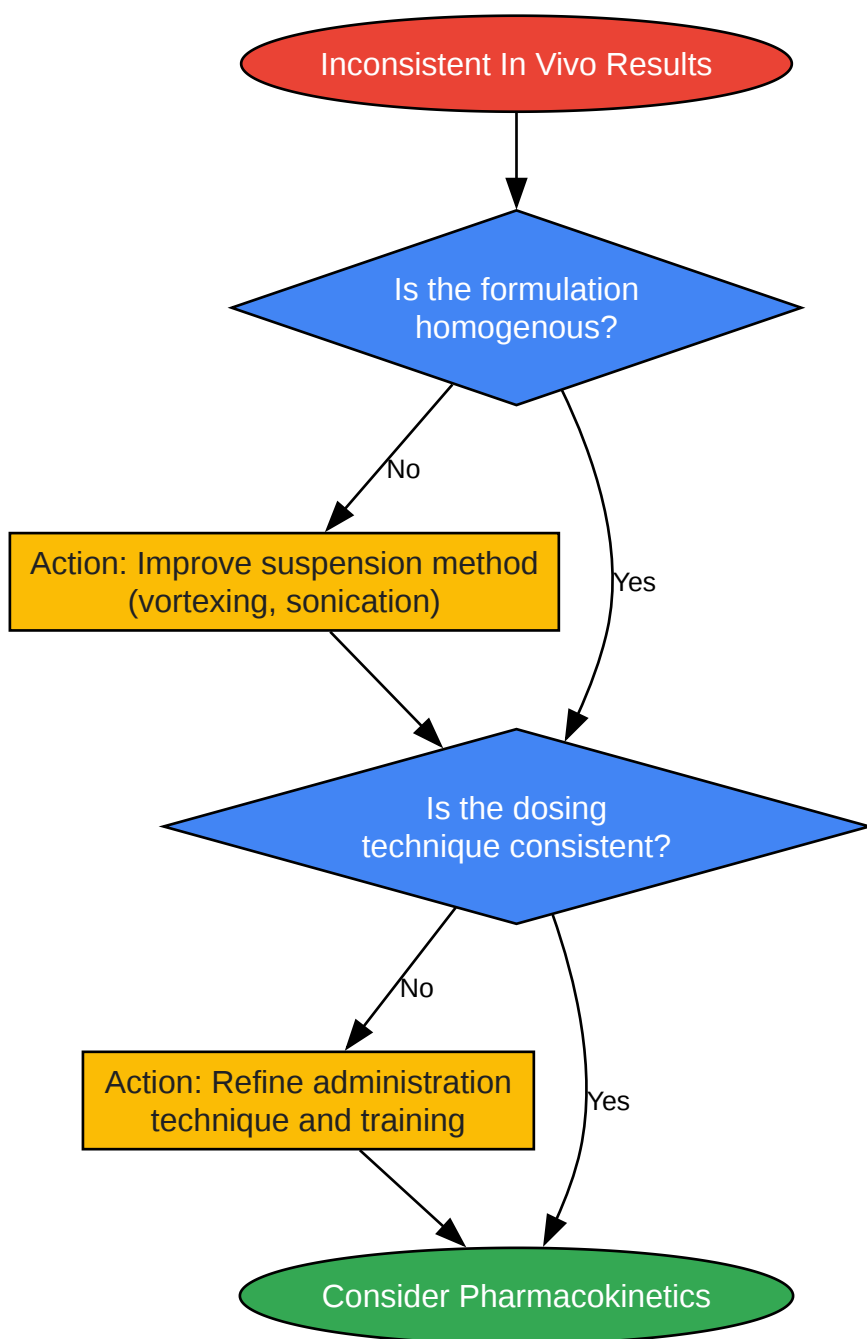 Inconsistent In Vivo Results
Is the formulation
homogenous?
No
Action: Improve suspension method
(vortexing, sonication)
Yes
Is the dosing
technique consistent?
No
Action: Refine administration
technique and training
Yes
Consider Pharmacokinetics